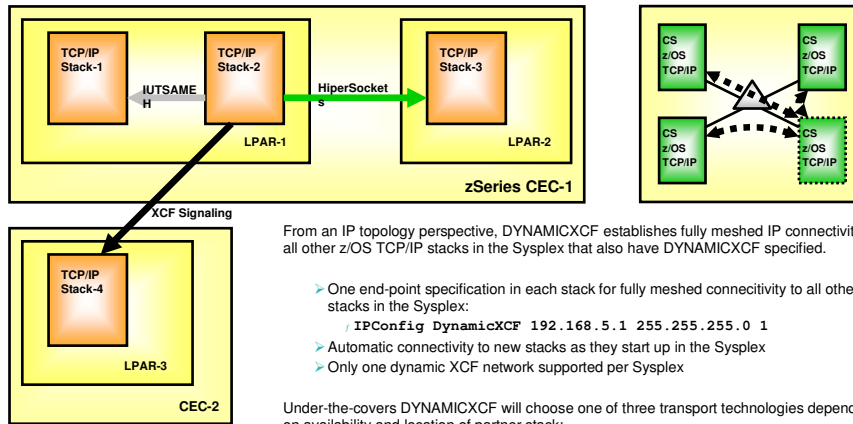 TCP/IP
Stack-1
IUTSAME
H
TCP/IP
Stack-2
HiperSocket
s
TCP/IP
Stack-3
LPAR-1
LPAR-2
zSeries CEC-1
XCF Signaling
TCP/IP
Stack-4
LPAR-3
CEC-2
CS
z/OS
TCP/IP
CS
z/OS
TCP/IP
CS
z/OS
TCP/IP
CS
z/OS
TCP/IP
From an IP topology perspective, DYNAMICXCF establishes fully meshed IP connectivit
all other z/OS TCP/IP stacks in the Sysplex that also have DYNAMICXCF specified.
➢ One end-point specification in each stack for fully meshed connecitivity to all othe
stacks in the Sysplex:
ƒ IPConfig DynamicXCF 192.168.5.1 255.255.255.0 1
➢ Automatic connectivity to new stacks as they start up in the Sysplex
➢ Only one dynamic XCF network supported per Sysplex
Under-the-covers DYNAMICXCF will choose one of three transport technologies depend